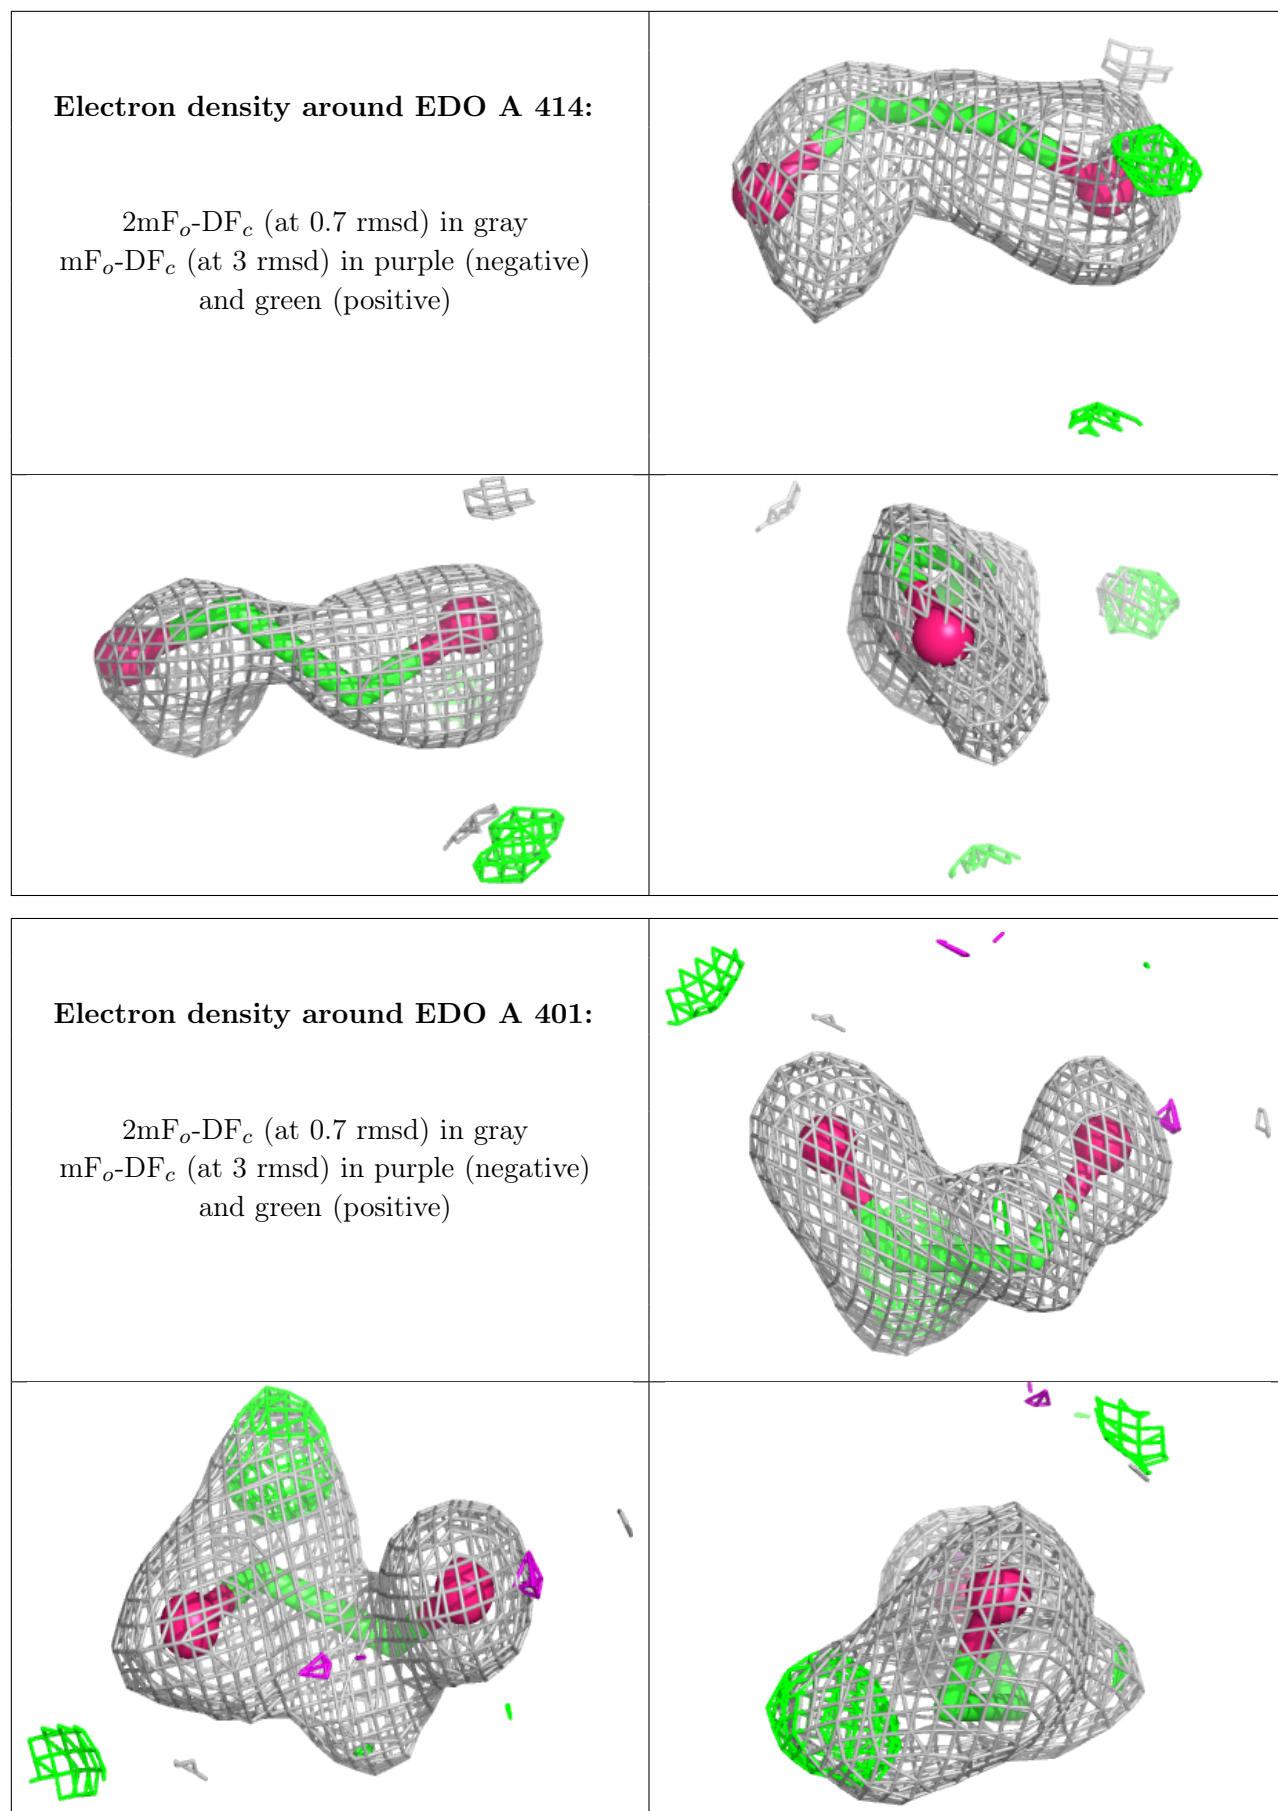 Electron density around EDO A 414:
2mFo-DFc (at 0.7 rmsd) in gray
mFo-DFc (at 3 rmsd) in purple (negative)
and green (positive)
Electron density around EDO A 401:
2mFo-DFc (at 0.7 rmsd) in gray
mFo-DFc (at 3 rmsd) in purple (negative)
and green (positive)